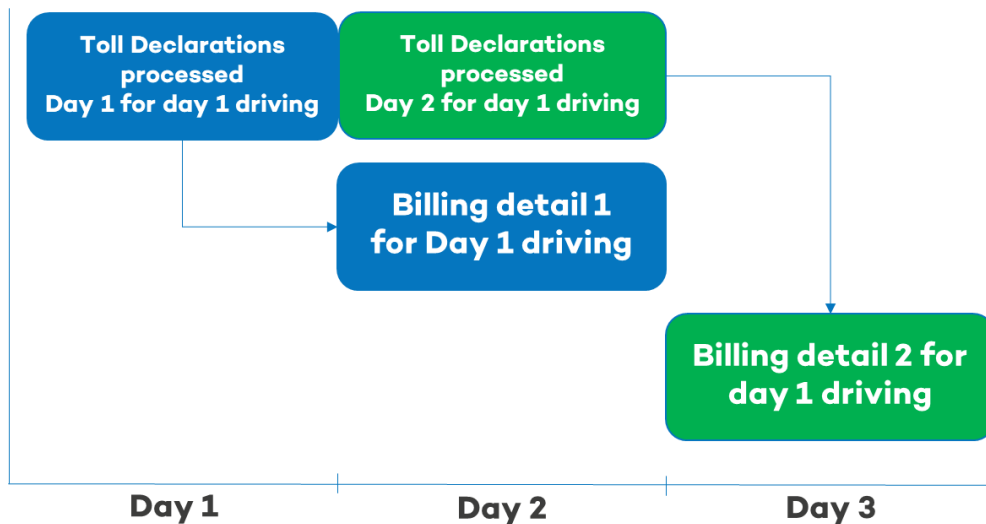 Toll Declarations
processed
Day 1 for day 1 driving
Toll Declarations
processed
Day 2 for day 1 driving
Billing detail 1
for Day 1 driving
Billing detail 2 for
day 1 driving
Day 1
Day 2
Day 3